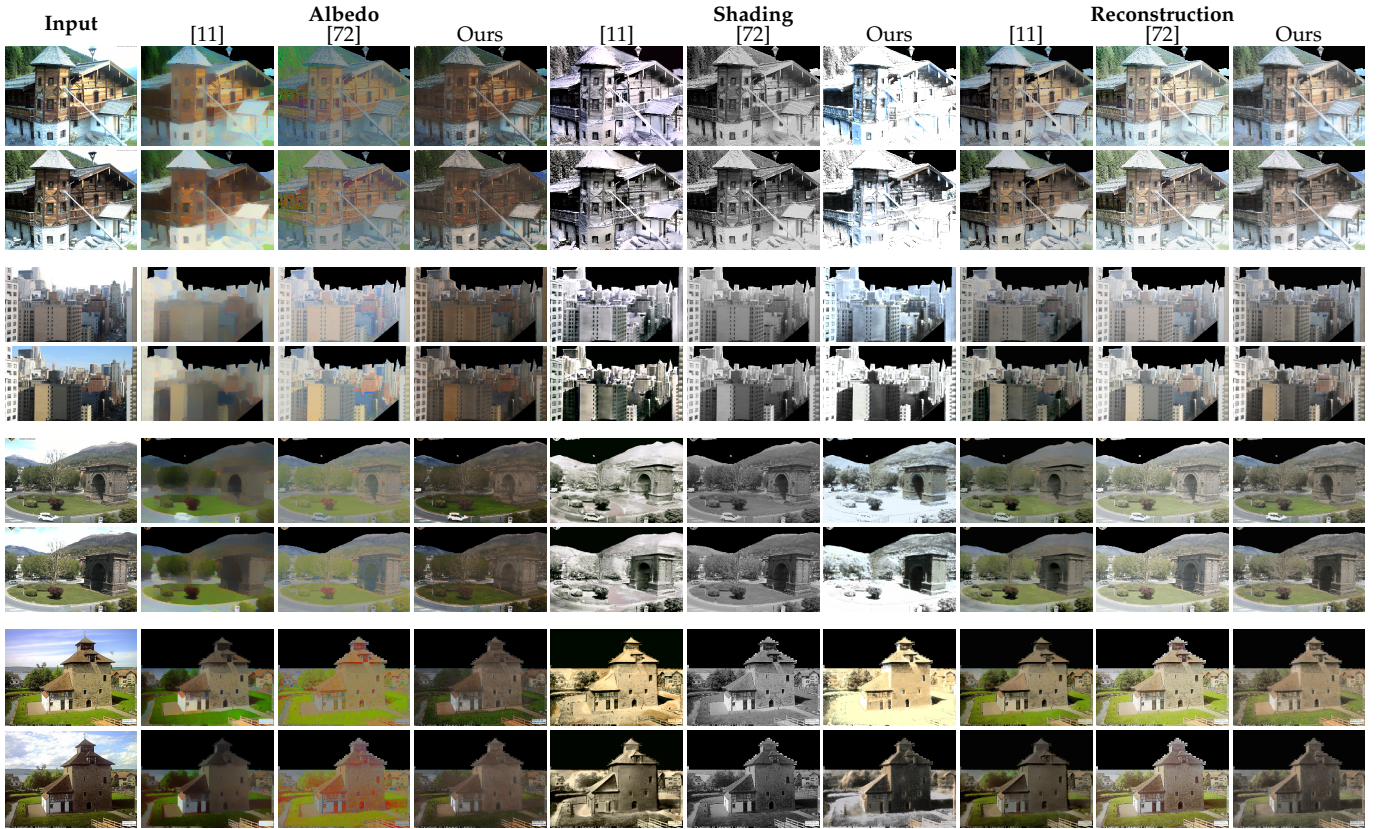 Input Albedo Shading Reconstruction
[11] [72] Ours [11] [72] Ours [11] [72] Ours